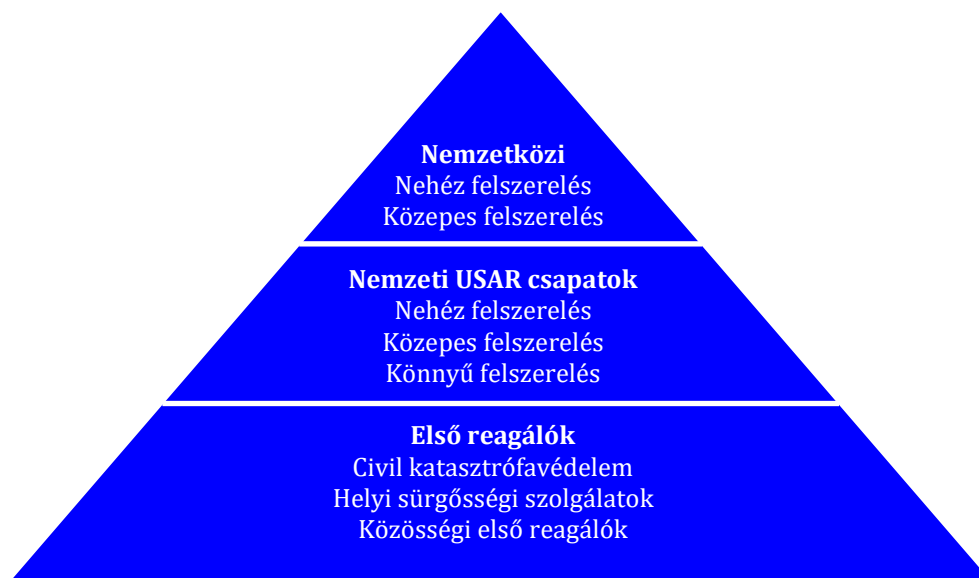 Nemzetközi
Nehéz felszerelés
Közepes felszerelés
Nemzeti USAR csapatok
Nehéz felszerelés
Közepes felszerelés
Könnyű felszerelés
Első reagálók
Civil katasztrófavédelem
Helyi sürgősségi szolgálatok
Közösségi első reagálók